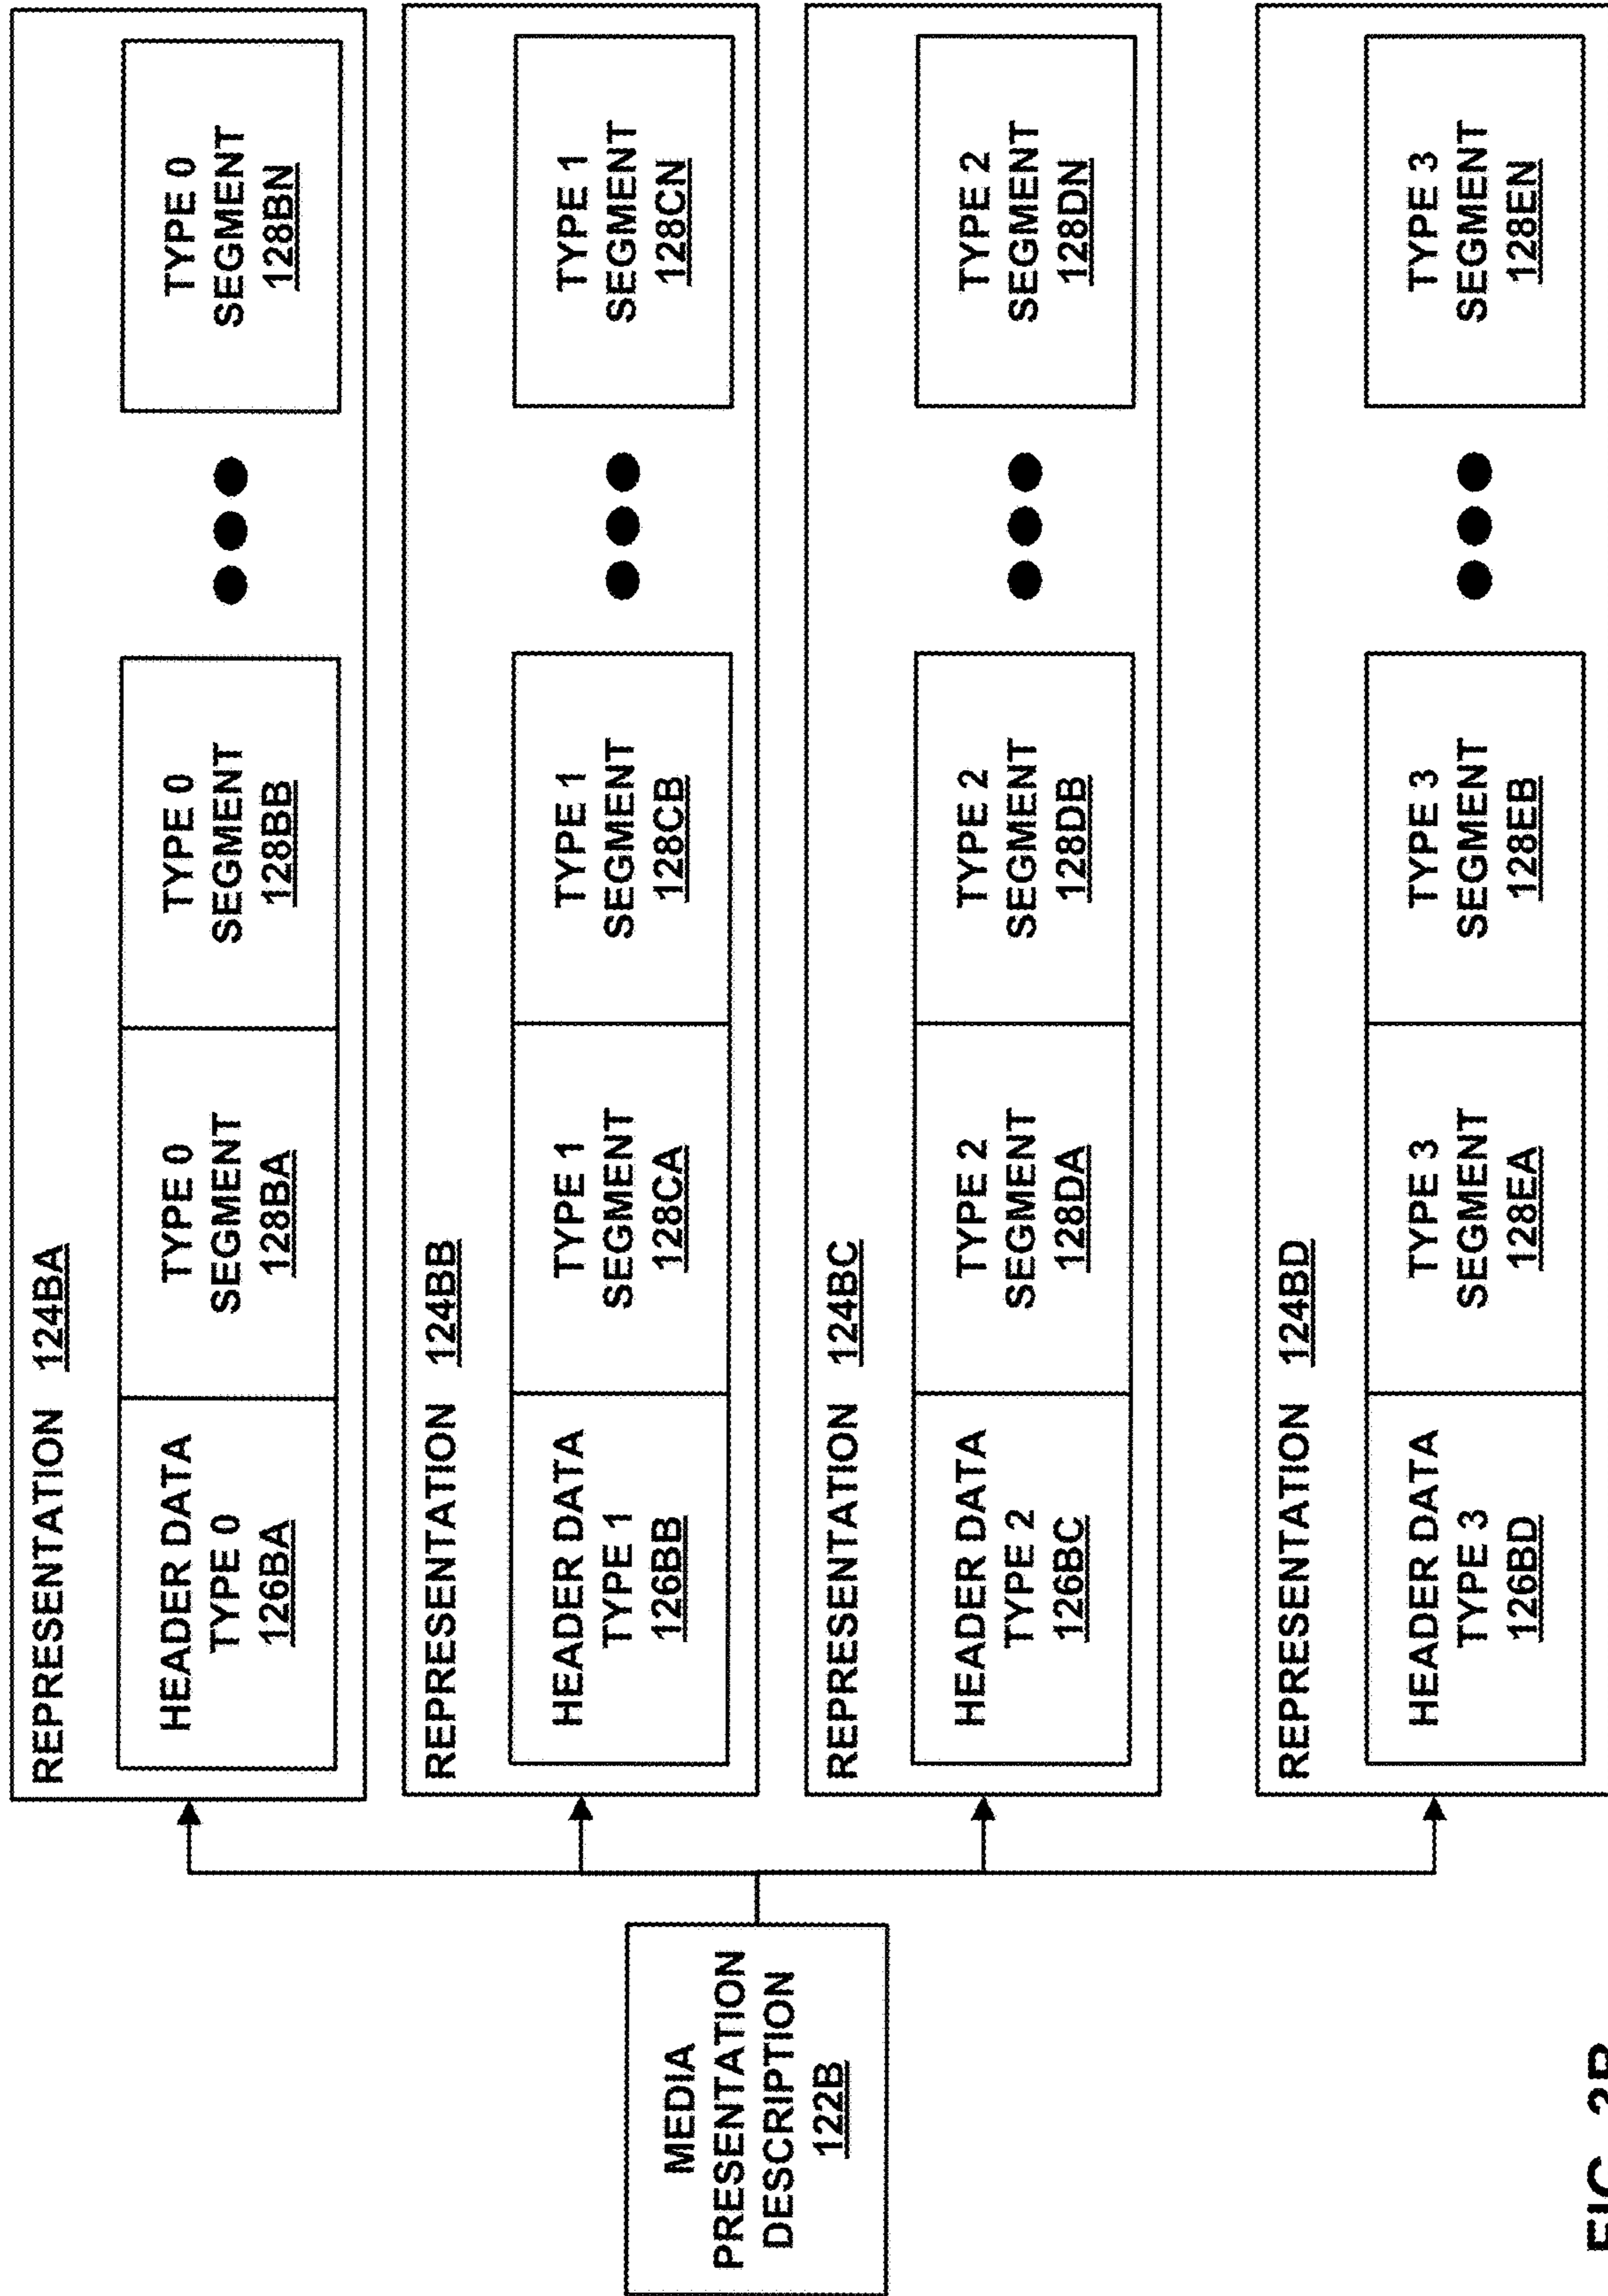 MEDIA
PRESENTATION
DESCRIPTION
122B
REPRESENTATION 124BA
HEADER DATA
TYPE 0
126BA
TYPE 0
SEGMENT
128BA
TYPE 0
SEGMENT
128BB
TYPE 0
SEGMENT
128BN
REPRESENTATION 124BB
HEADER DATA
TYPE 1
126BB
TYPE 1
SEGMENT
128CA
TYPE 1
SEGMENT
128CB
TYPE 1
SEGMENT
128CN
REPRESENTATION 124BC
HEADER DATA
TYPE 2
126BC
TYPE 2
SEGMENT
128DA
TYPE 2
SEGMENT
128DB
TYPE 2
SEGMENT
128DN
REPRESENTATION 124BD
HEADER DATA
TYPE 3
126BD
TYPE 3
SEGMENT
128EA
TYPE 3
SEGMENT
128EB
TYPE 3
SEGMENT
128EN
FIG. 3B